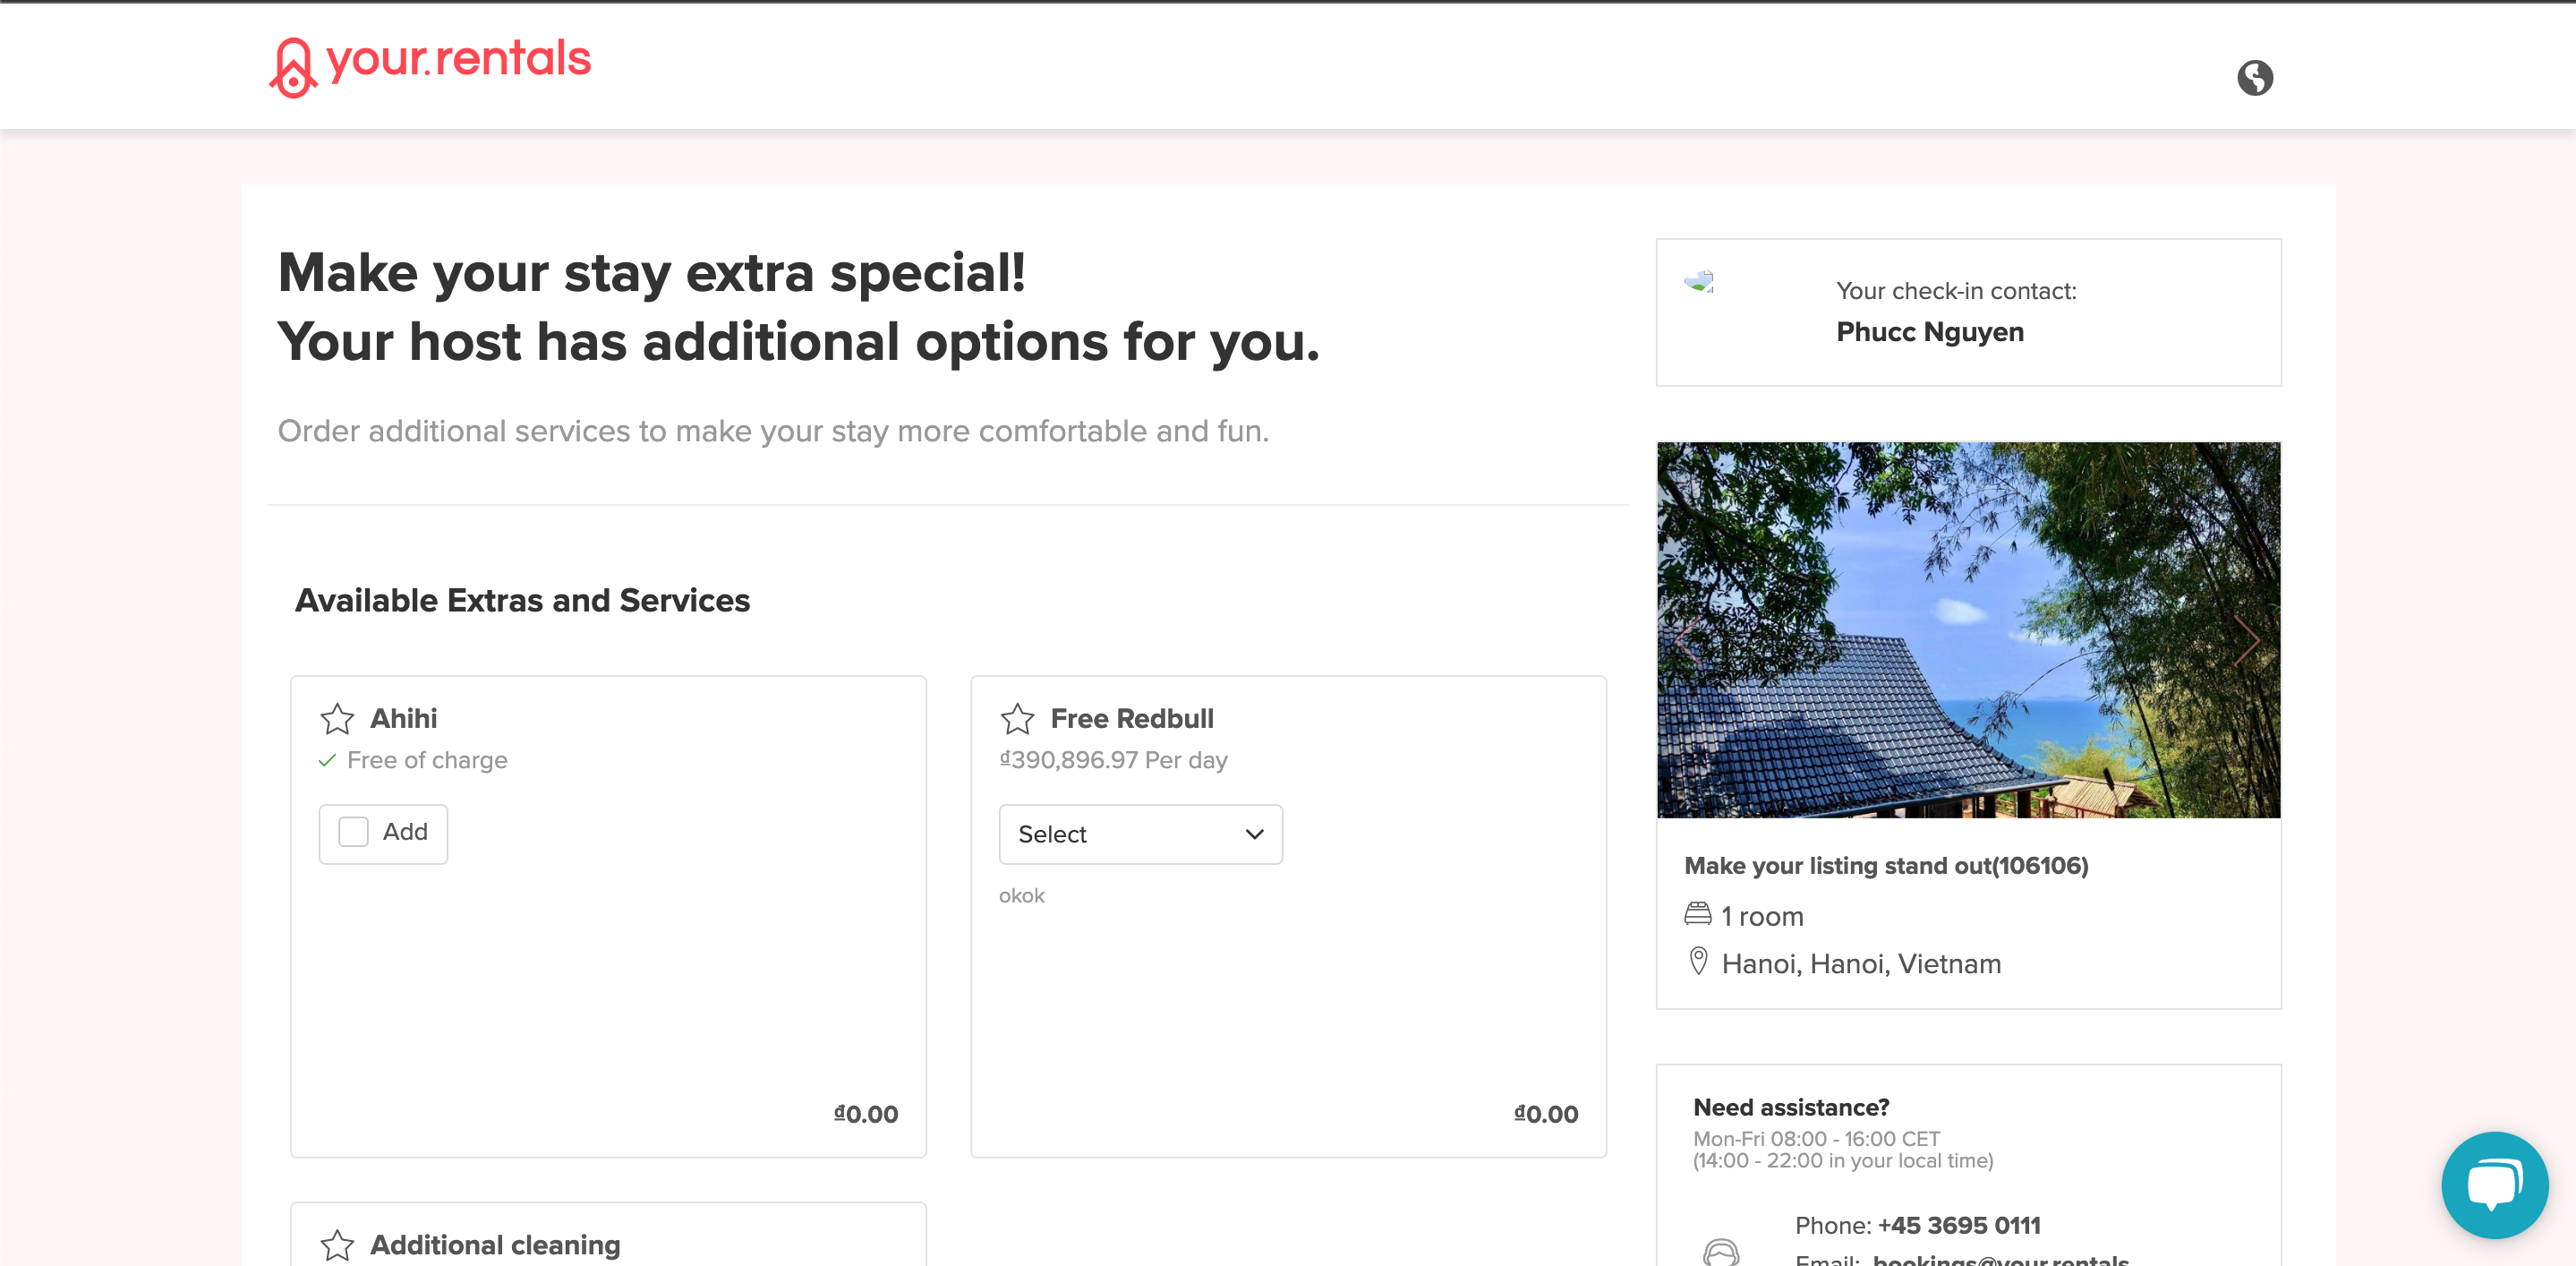 your.rentals
Make your stay extra special!
Your host has additional options for you.
Order additional services to make your stay more comfortable and fun.
Available Extras and Services
Ahihi
Free of charge
Add
₫0.00
Free Redbull
₫390,896.97 Per day
Select
okok
₫0.00
Additional cleaning
Your check-in contact:
Phucc Nguyen
Make your listing stand out(106106)
1 room
Hanoi, Hanoi, Vietnam
Need assistance?
Mon-Fri 08:00 - 16:00 CET
(14:00 - 22:00 in your local time)
Phone: +45 3695 0111
Email: bookings@your.rentals